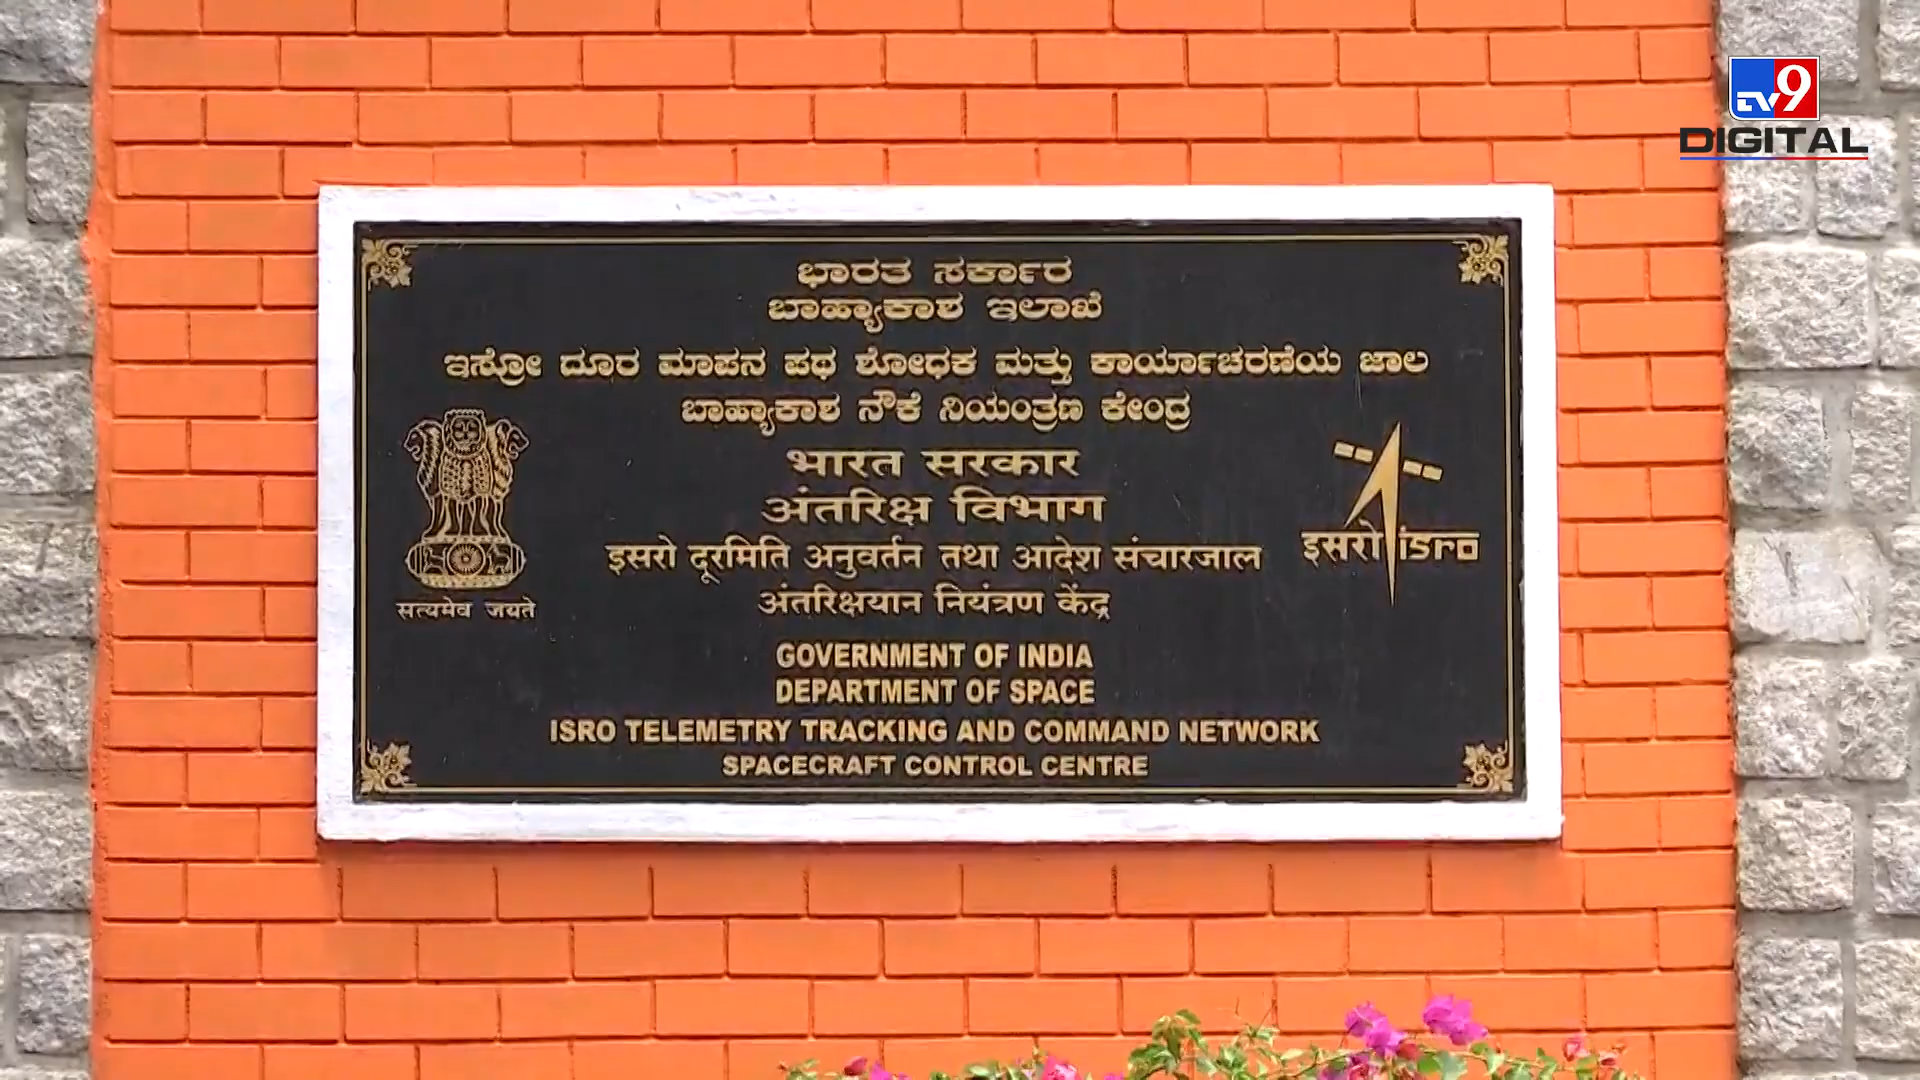 TV9
DIGITAL
ಭಾರತ ಸರ್ಕಾರ
ಬಾಹ್ಯಾಕಾಶ ಇಲಾಖೆ
ಇಸ್ರೋ ದೂರ ಮಾಪನ ಪಥ ಶೋಧಕ ಮತ್ತು ಕಾರ್ಯಾಚರಣೆಯ ಜಾಲ
ಬಾಹ್ಯಾಕಾಶ ನೌಕೆ ನಿಯಂತ್ರಣ ಕೇಂದ್ರ
भारत सरकार
अंतरिक्ष विभाग
इसरो दूरमिति अनुवर्तन तथा आदेश संचारजाल
अंतरिक्षयान नियंत्रण केंद्र
सत्यमेव जयते
इसरो isro
GOVERNMENT OF INDIA
DEPARTMENT OF SPACE
ISRO TELEMETRY TRACKING AND COMMAND NETWORK
SPACECRAFT CONTROL CENTRE